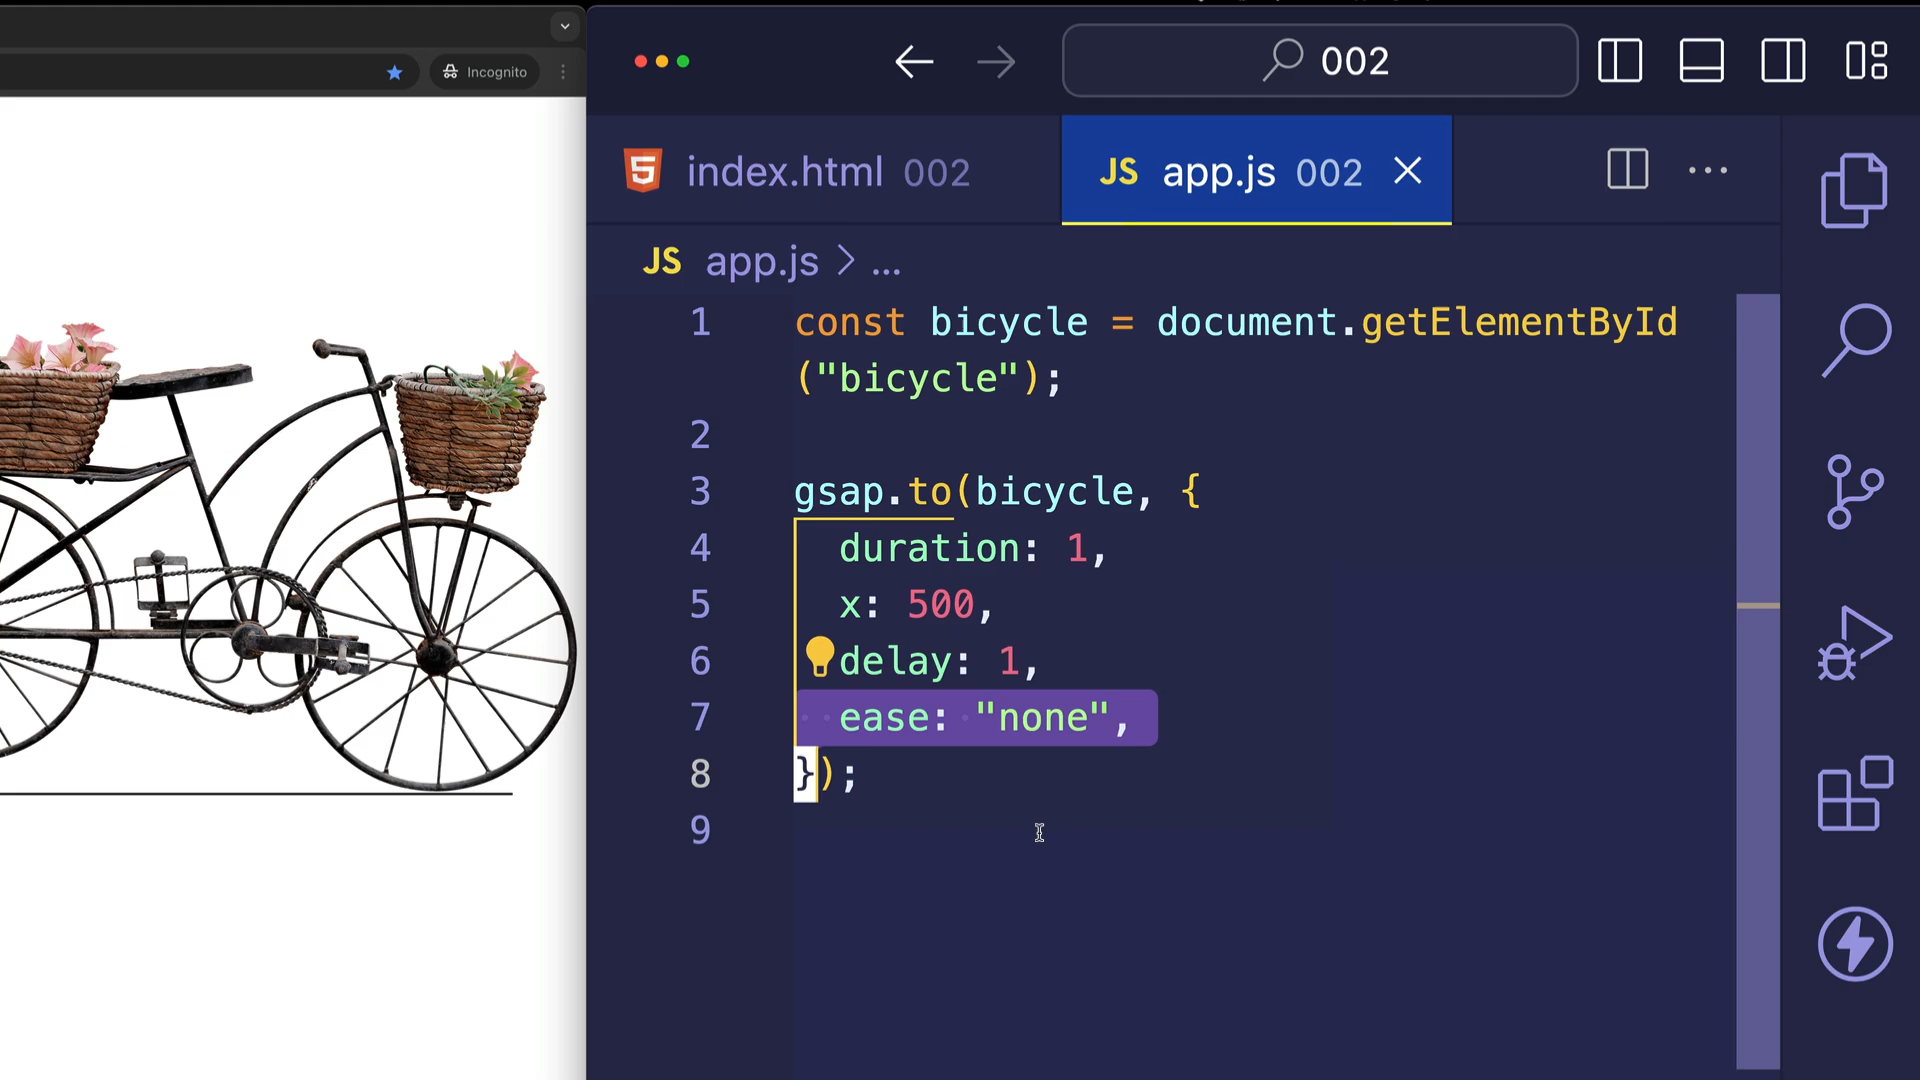 Incognito
002
index.html 002
JS app.js 002
JS app.js > ...
1 const bicycle = document.getElementById
("bicycle");
2
3 gsap.to(bicycle, {
4 duration: 1,
5 x: 500,
6 delay: 1,
7 ease: "none",
8 });
9